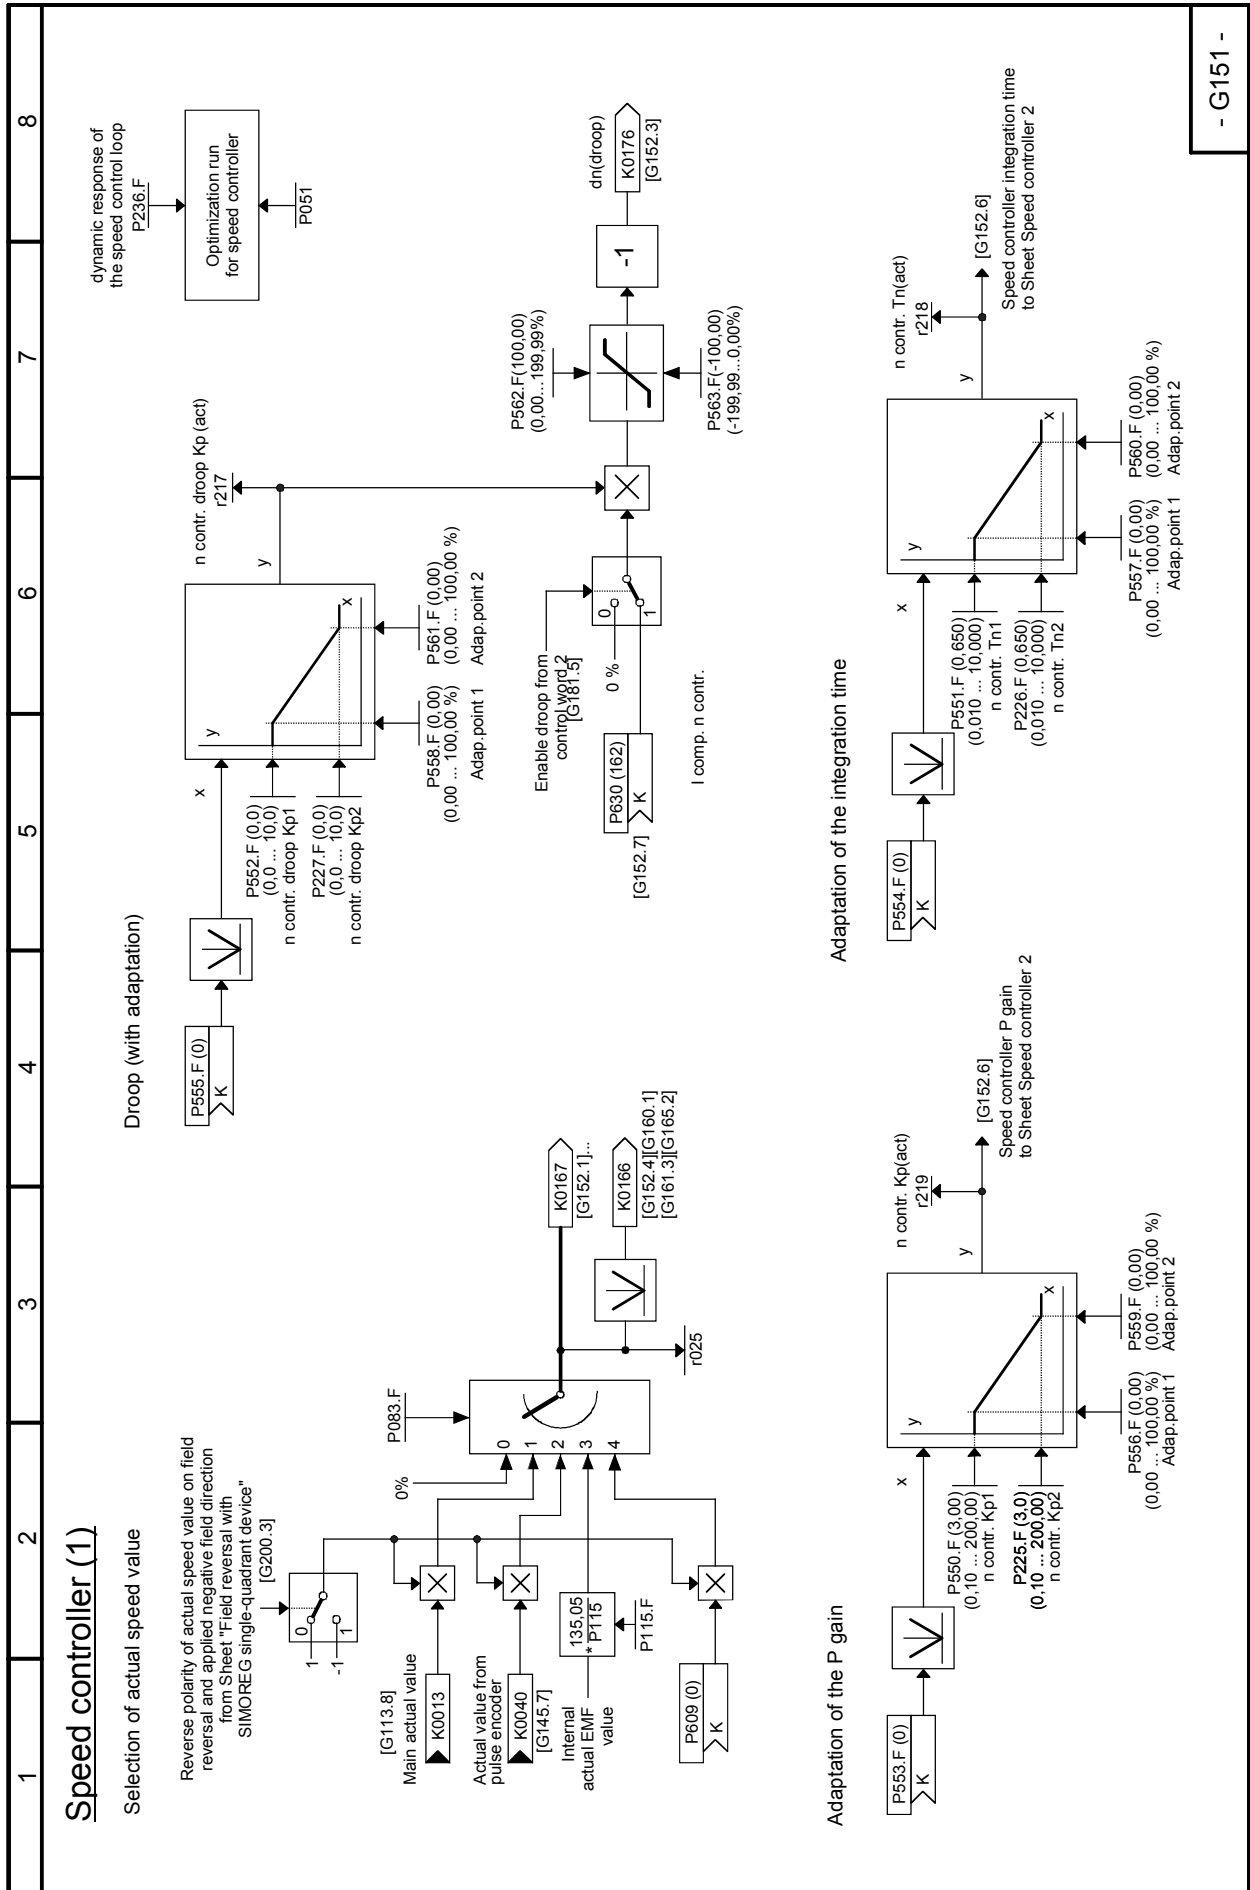 1 2 3 4 5 6 7 8
Speed controller (1)
Selection of actual speed value
Reverse polarity of actual speed value on field
reversal and applied negative field direction
from Sheet "Field reversal with
SIMOREG single-quadrant device"
[G200.3]
0
1
1
-1
[G113.8]
Main actual value
K0013
Actual value from
pulse encoder
K0040
[G145.7]
Internal
actual EMF
value
135,05
* P115
P115.F
P609 (0)
K
0%
P083.F
0
1
2
3
4
r025
K0167
[G152.1]...
K0166
[G152.4][G160.1]
[G161.3][G165.2]
Droop (with adaptation)
P555.F (0)
K
x
y
x
P552.F (0,0)
(0,0 ... 10,0)
n contr. droop Kp1
P227.F (0,0)
(0,0 ... 10,0)
n contr. droop Kp2
P558.F (0,00)
(0,00 ... 100,00 %)
Adap.point 1
P561.F (0,00)
(0,00 ... 100,00 %)
Adap.point 2
y
n contr. droop Kp (act)
r217
Enable droop from
control word 2
[G181.5]
0 %
0
1
P630 (162)
K
[G152.7]
I comp. n contr.
P562.F(100,00)
(0,00...199,99%)
P563.F(-100,00)
(-199,99...0,00%)
-1
dn(droop)
K0176
[G152.3]
dynamic response of
the speed control loop
P236.F
Optimization run
for speed controller
P051
Adaptation of the P gain
P553.F (0)
K
x
y
x
P550.F (3,00)
(0,10 ... 200,00)
n contr. Kp1
P225.F (3,0)
(0,10 ... 200,00)
n contr. Kp2
P556.F (0,00)
(0,00 ... 100,00 %)
Adap.point 1
P559.F (0,00)
(0,00 ... 100,00 %)
Adap.point 2
y
n contr. Kp(act)
r219
[G152.6]
Speed controller P gain
to Sheet Speed controller 2
Adaptation of the integration time
P554.F (0)
K
x
y
x
P551.F (0,650)
(0,010 ... 10,000)
n contr. Tn1
P226.F (0,650)
(0,010 ... 10,000)
n contr. Tn2
P557.F (0,00)
(0,00 ... 100,00 %)
Adap.point 1
P560.F (0,00)
(0,00 ... 100,00 %)
Adap.point 2
y
n contr. Tn(act)
r218
[G152.6]
Speed controller integration time
to Sheet Speed controller 2
- G151 -